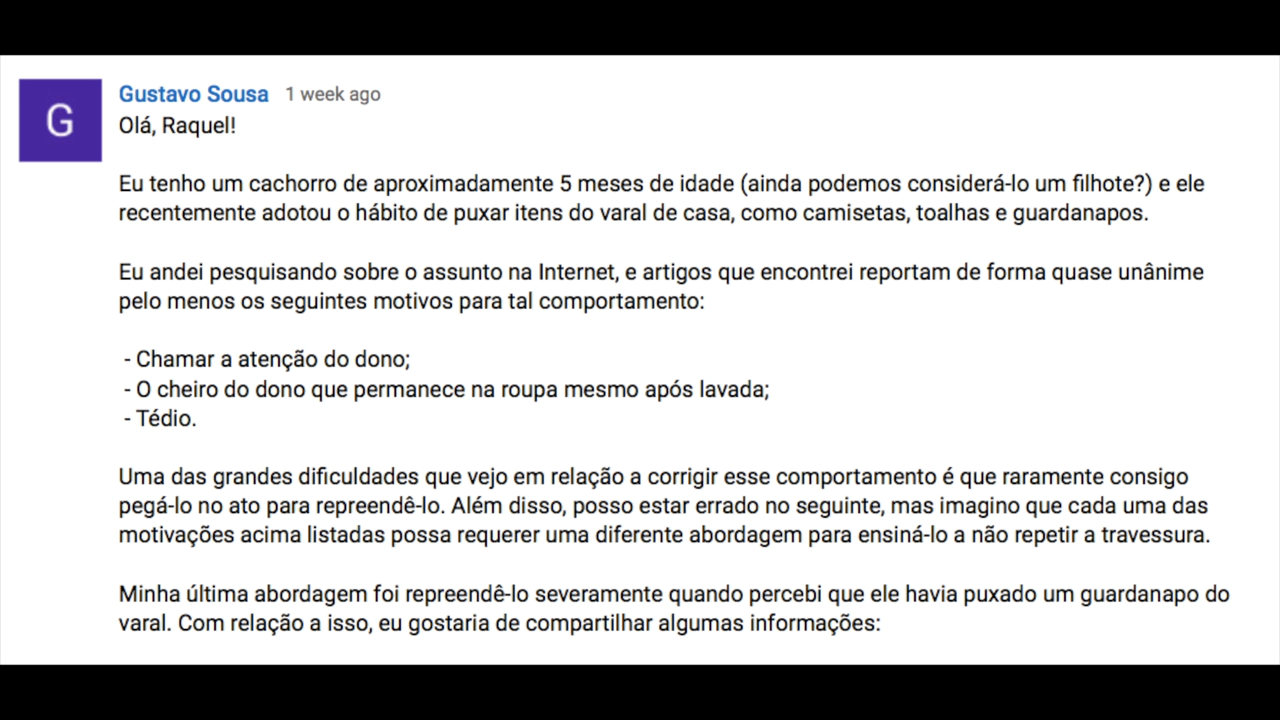 G
Gustavo Sousa 1 week ago
Olá, Raquel!
Eu tenho um cachorro de aproximadamente 5 meses de idade (ainda podemos considerá-lo um filhote?) e ele
recentemente adotou o hábito de puxar itens do varal de casa, como camisetas, toalhas e guardanapos.
Eu andei pesquisando sobre o assunto na Internet, e artigos que encontrei reportam de forma quase unânime
pelo menos os seguintes motivos para tal comportamento:
- Chamar a atenção do dono;
- O cheiro do dono que permanece na roupa mesmo após lavada;
- Tédio.
Uma das grandes dificuldades que vejo em relação a corrigir esse comportamento é que raramente consigo
pegá-lo no ato para repreendê-lo. Além disso, posso estar errado no seguinte, mas imagino que cada uma das
motivações acima listadas possa requerer uma diferente abordagem para ensiná-lo a não repetir a travessura.
Minha última abordagem foi repreendê-lo severamente quando percebi que ele havia puxado um guardanapo do
varal. Com relação a isso, eu gostaria de compartilhar algumas informações: